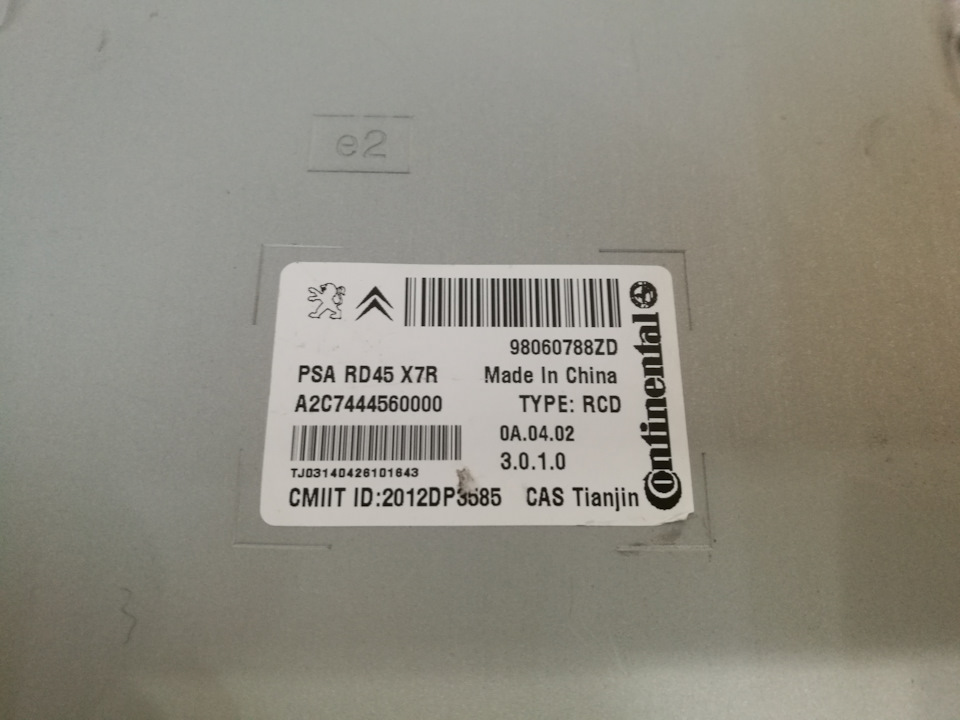 e2
98060788ZD
PSA RD45 X7R Made In China
A2C7444560000 TYPE: RCD
0A.04.02
3.0.1.0
TJ03140426101643
CMIIT ID:2012DP3585 CAS Tianjin
Continental